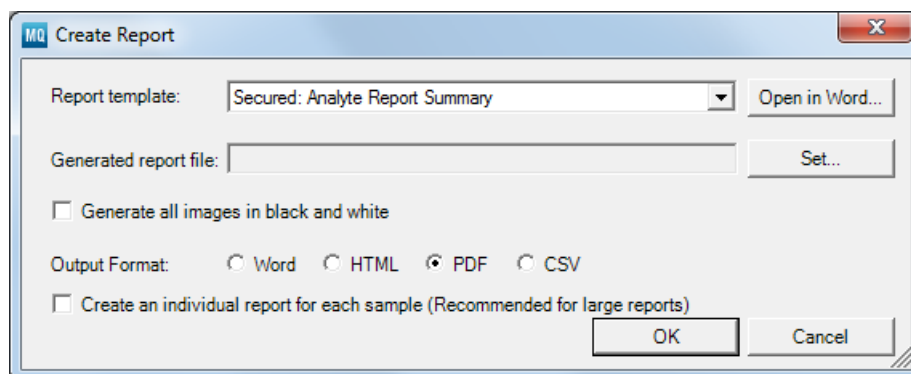 MQ Create Report
Report template: Secured: Analyte Report Summary Open in Word...
Generated report file: Set...
Generate all images in black and white
Output Format: Word HTML PDF CSV
Create an individual report for each sample (Recommended for large reports)
OK Cancel